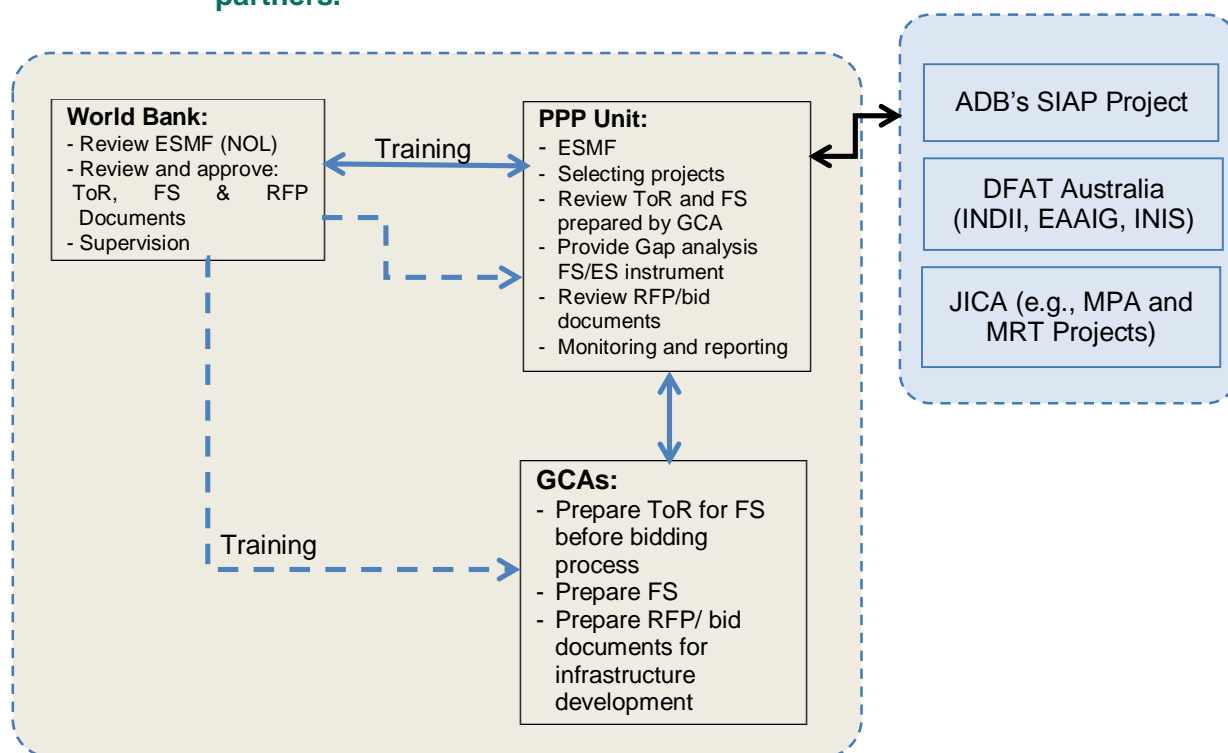 partners.
World Bank:
- Review ESMF (NOL)
- Review and approve:
ToR, FS & RFP
Documents
- Supervision
Training
PPP Unit:
- ESMF
- Selecting projects
- Review ToR and FS
prepared by GCA
- Provide Gap analysis
FS/ES instrument
- Review RFP/bid
documents
- Monitoring and reporting
ADB's SIAP Project
DFAT Australia
(INDII, EAAIG, INIS)
JICA (e.g., MPA and
MRT Projects)
Training
GCAs:
- Prepare ToR for FS
before bidding
process
- Prepare FS
- Prepare RFP/ bid
documents for
infrastructure
development